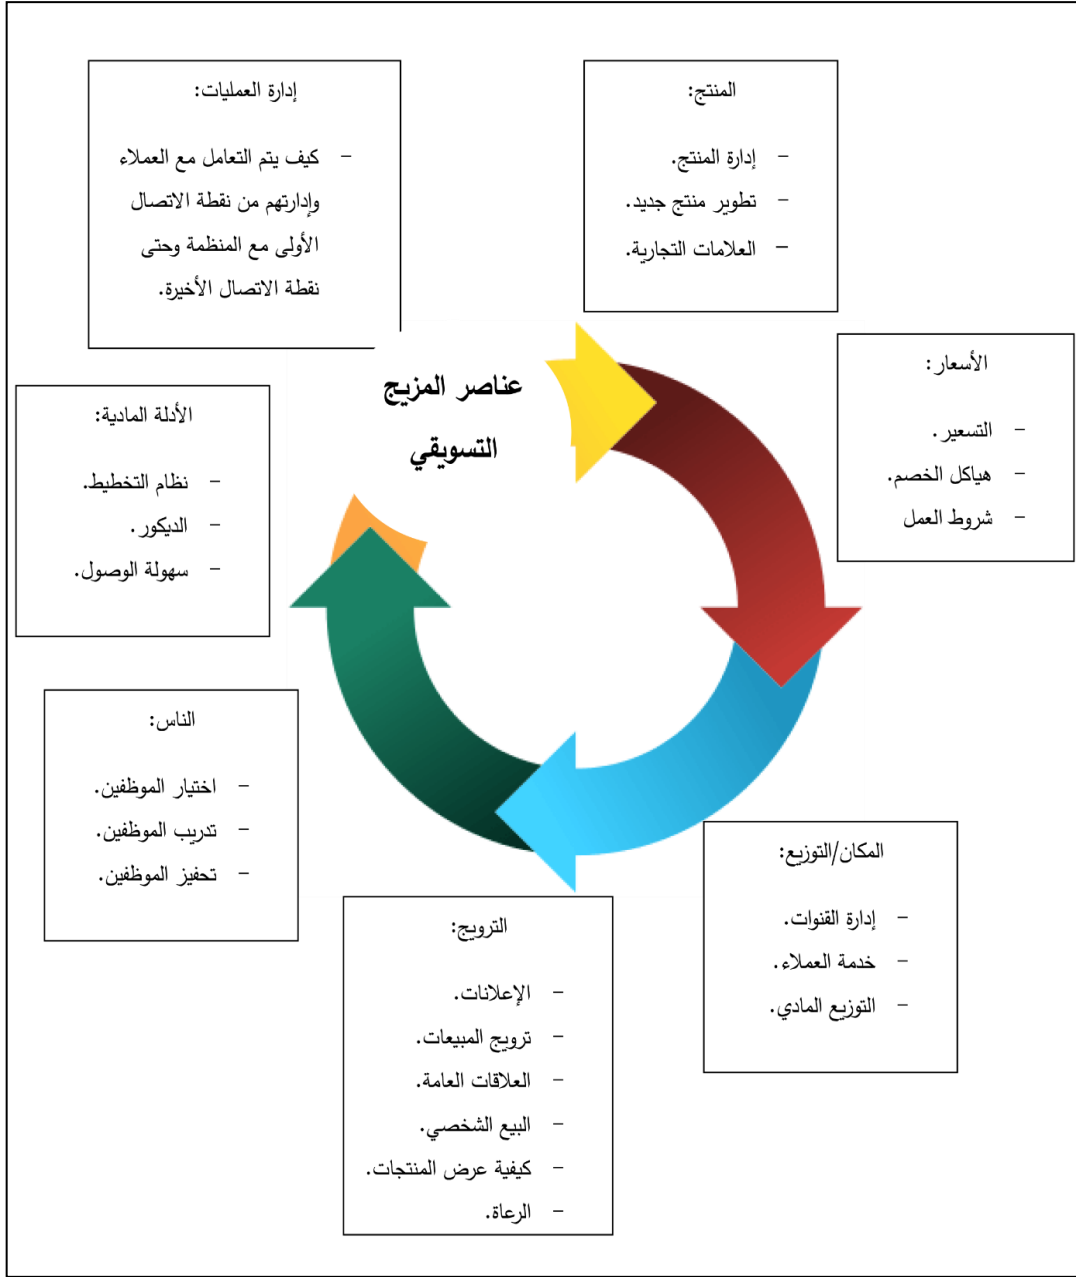 عناصر المزيج
التسويقي
المنتج:
- إدارة المنتج.
- تطوير منتج جديد.
- العلامات التجارية.
الأسعار:
- التسعير.
- هياكل الخصم.
- شروط العمل
المكان/التوزيع:
- إدارة القنوات.
- خدمة العملاء.
- التوزيع المادي.
الترويج:
- الإعلانات.
- ترويج المبيعات.
- العلاقات العامة.
- البيع الشخصي.
- كيفية عرض المنتجات.
- الرعاة.
الناس:
- اختيار الموظفين.
- تدريب الموظفين.
- تحفيز الموظفين.
الأدلة المادية:
- نظام التخطيط.
- الديكور.
- سهولة الوصول.
إدارة العمليات:
- كيف يتم التعامل مع العملاء
وإدارتهم من نقطة الاتصال
الأولى مع المنظمة وحتى
نقطة الاتصال الأخيرة.